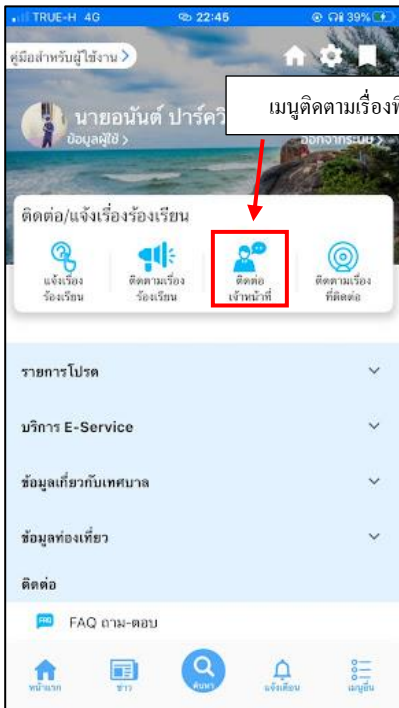 TRUE-H 4G 22:45 39%
คู่มือสำหรับผู้ใช้งาน >
เมนูติดตามเรื่องที่
นายอนันต์ ปาร์ควิ
ข้อมูลผู้ใช้ >
ออกจากระบบ >
ติดต่อ/แจ้งเรื่องร้องเรียน
แจ้งเรื่อง ติดตามเรื่อง ติดต่อ ติดตามเรื่อง
ร้องเรียน ร้องเรียน เจ้าหน้าที่ ที่ติดต่อ
รายการโปรด
บริการ E-Service
ข้อมูลเกี่ยวกับเทศบาล
ข้อมูลท่องเที่ยว
ติดต่อ
FAQ FAQ ถาม-ตอบ
หน้าแรก ข่าว ค้นหา แจ้งเตือน เมนูอื่น